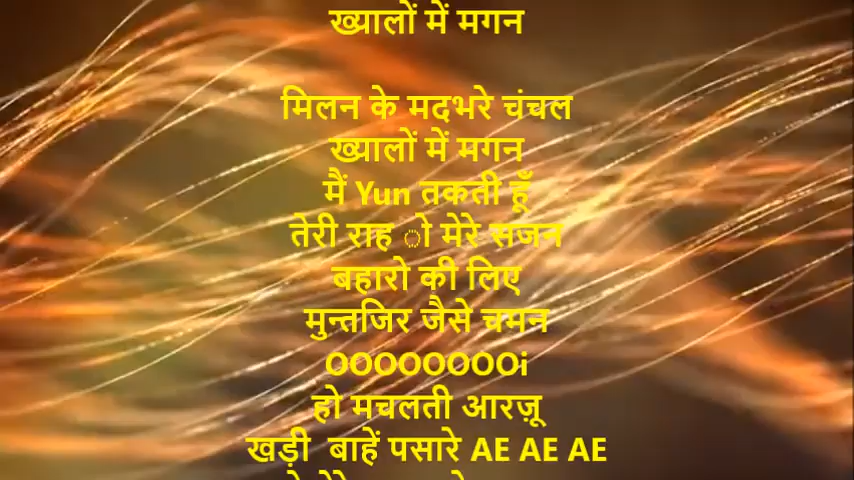 ख्यालों में मगन
मिलन के मदभरे चंचल
ख्यालों में मगन
मैं Yun तकती हूँ
तेरी राह ो मेरे सजन
बहारो की लिए
मुन्तजिर जैसे चमन
OOOOOOOOi
हो मचलती आरज़ू
खड़ी बाहें पसारे AE AE AE